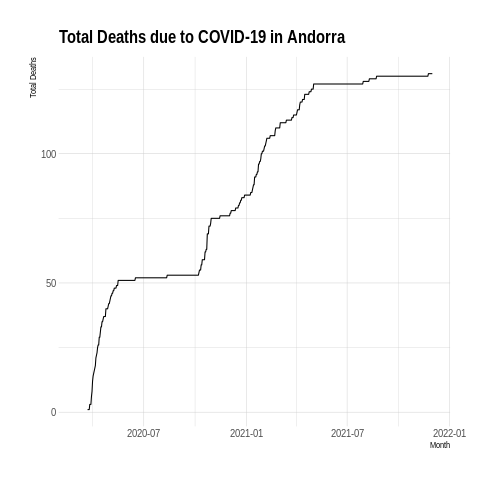 Total Deaths due to COVID-19 in Andorra
Total Deaths
100
50
0
2020-07 2021-01 2021-07 2022-01
Month